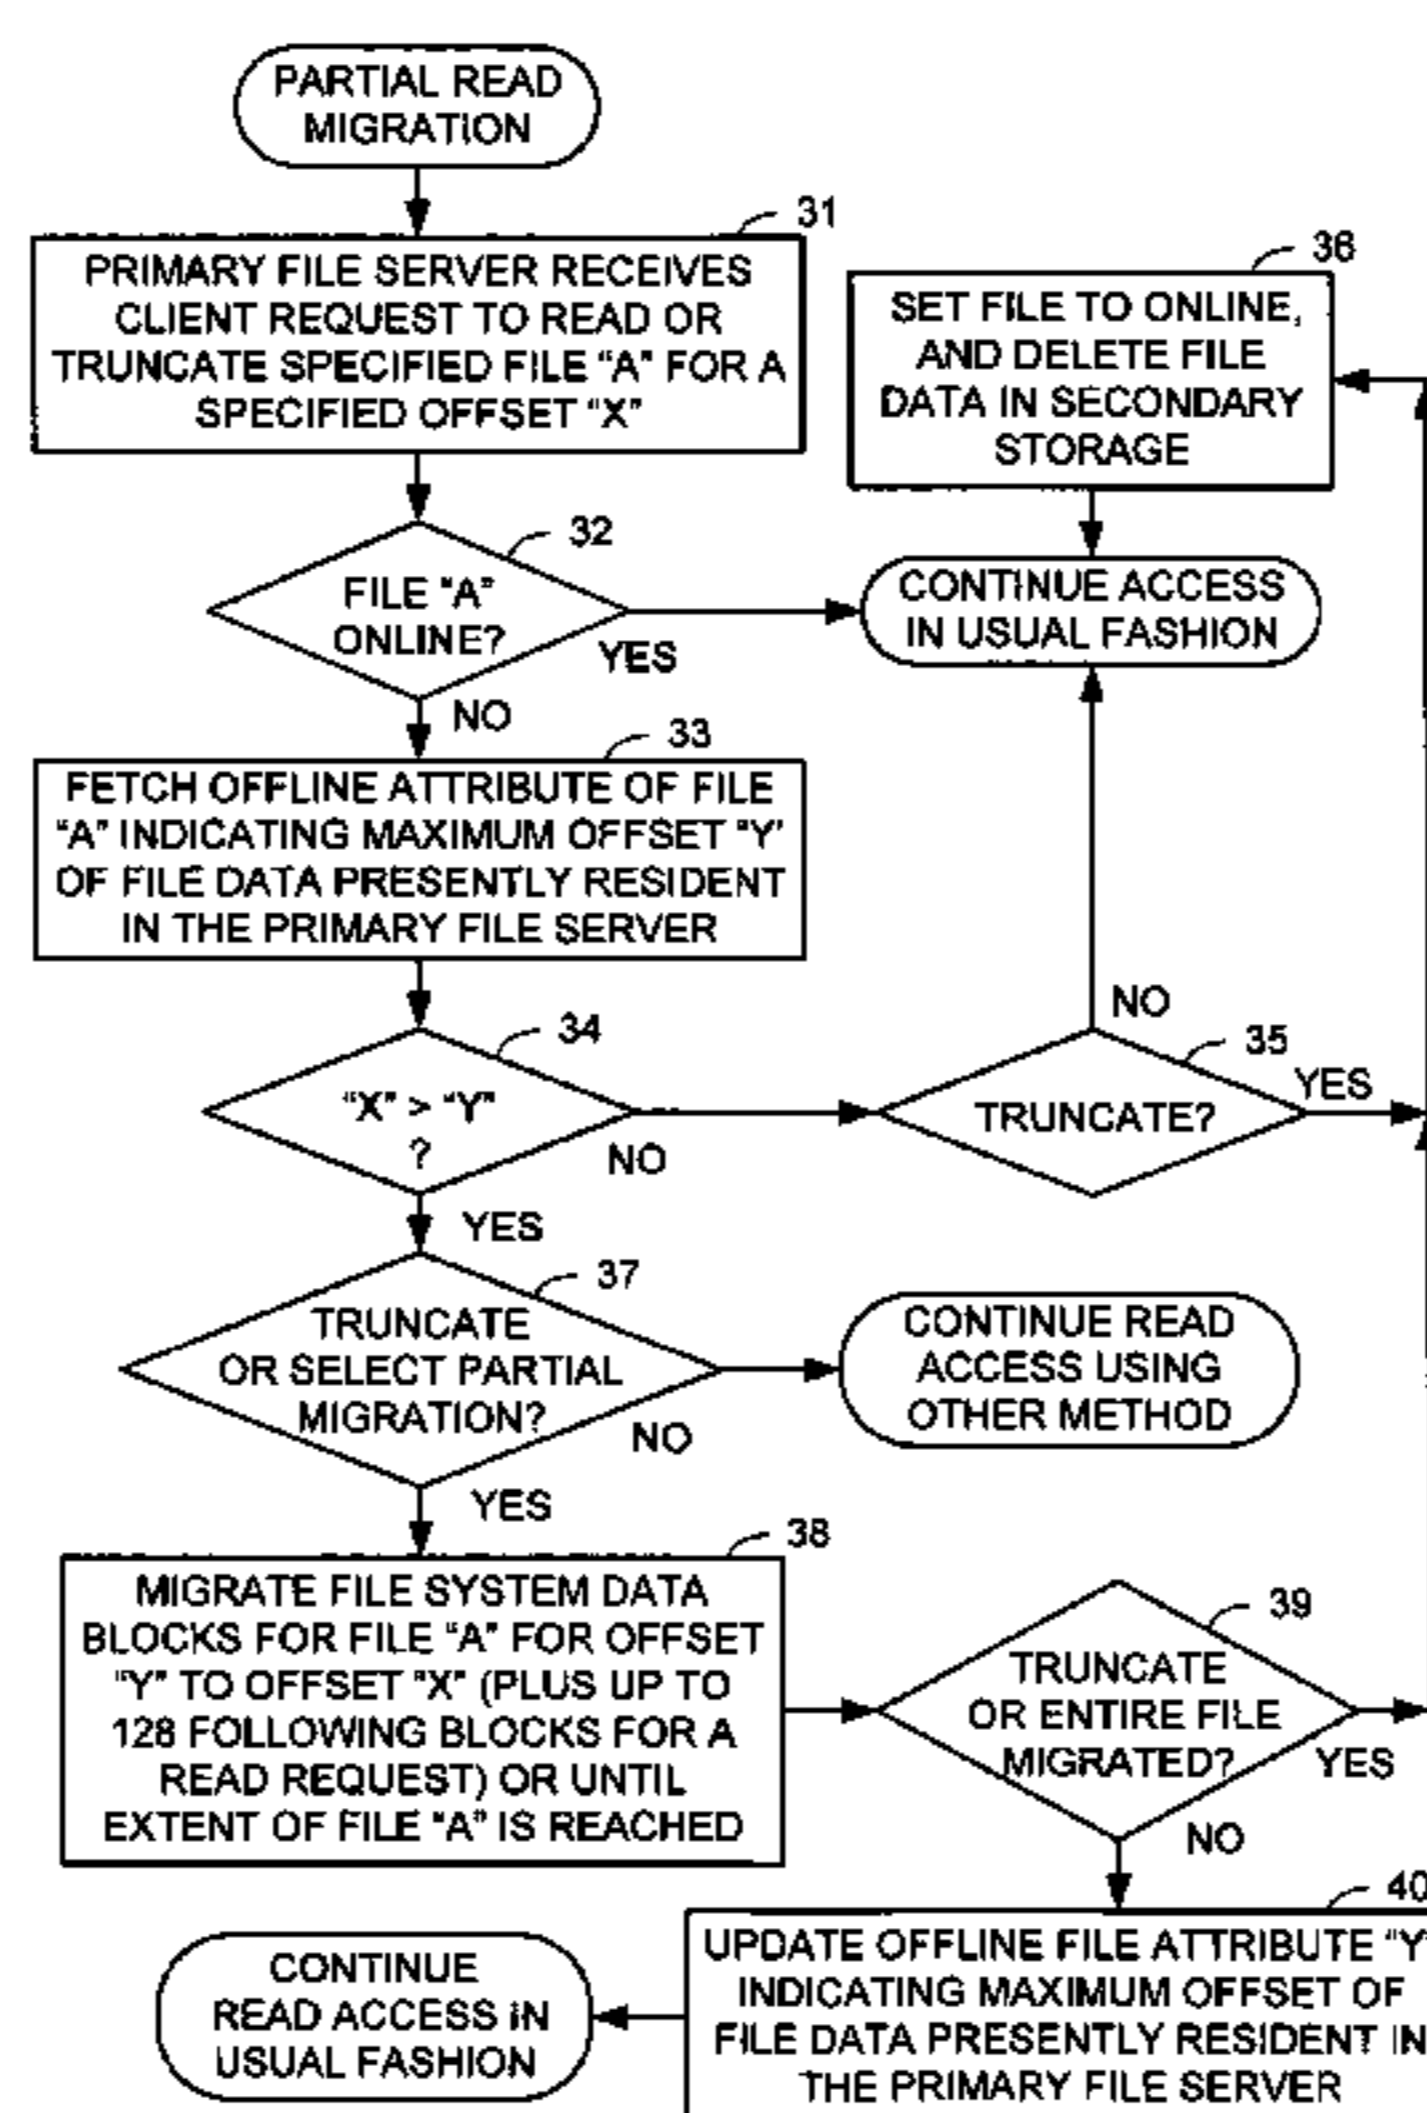 PARTIAL READ
MIGRATION
31
PRIMARY FILE SERVER RECEIVES
CLIENT REQUEST TO READ OR
TRUNCATE SPECIFIED FILE “A” FOR A
SPECIFIED OFFSET “X”
36
SET FILE TO ONLINE,
AND DELETE FILE
DATA IN SECONDARY
STORAGE
32
FILE “A”
ONLINE?
YES
NO
CONTINUE ACCESS
IN USUAL FASHION
33
FETCH OFFLINE ATTRIBUTE OF FILE
“A” INDICATING MAXIMUM OFFSET “Y’
OF FILE DATA PRESENTLY RESIDENT
IN THE PRIMARY FILE SERVER
34
“X” > “Y”
?
NO
YES
NO
35
TRUNCATE?
YES
37
TRUNCATE
OR SELECT PARTIAL
MIGRATION?
NO
YES
CONTINUE READ
ACCESS USING
OTHER METHOD
38
MIGRATE FILE SYSTEM DATA
BLOCKS FOR FILE “A” FOR OFFSET
“Y” TO OFFSET “X” (PLUS UP TO
128 FOLLOWING BLOCKS FOR A
READ REQUEST) OR UNTIL
EXTENT OF FILE “A” IS REACHED
39
TRUNCATE
OR ENTIRE FILE
MIGRATED?
YES
NO
40
UPDATE OFFLINE FILE ATTRIBUTE “Y”
INDICATING MAXIMUM OFFSET OF
FILE DATA PRESENTLY RESIDENT IN
THE PRIMARY FILE SERVER
CONTINUE
READ ACCESS IN
USUAL FASHION